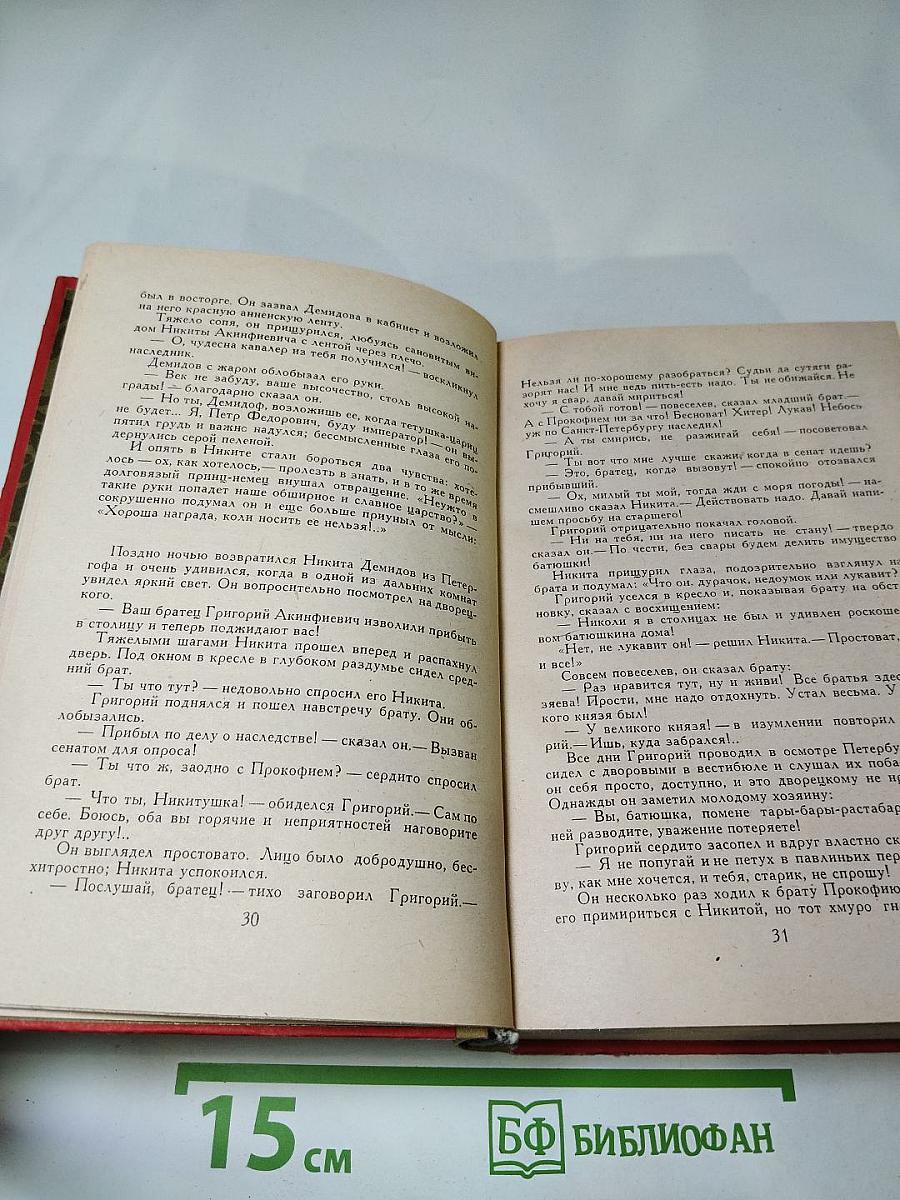 был в восторге. Он зазвал Демидова в кабинет и возложил
на него красную анненскую ленту.
Тяжело сопя, он прищурился, любуясь сановитым ви-
дом Никиты Акинфиевича с лентой через плечо.
— О, чудесна кавалер из тебя получился! — воскликнул
наследник.
Демидов с жаром облобызал его руки.
— Век не забуду, ваше высочество, столь высокой на-
грады! — благодарно сказал он.
— Но ты, Демидоф, возложишь ее, когда тетушка-цариц
не будет... Я, Петр Федорович, буду император! — он вы-
пятил грудь и важно надулся; бессмысленные глаза его по-
дернулись серой пеленой.
И опять в Никите стали бороться два чувства: хоте-
лось — ох, как хотелось,— пролезть в знать, и в то же время
долговязый принц-немец внушал отвращение. «Неужто в
такие руки попадет наше обширное и славное царство?» —
сокрушенно подумал он и еще больше приуныл от мысли:
«Хороша награда, коли носить ее нельзя!..»
Поздно ночью возвратился Никита Демидов из Петер-
гофа и очень удивился, когда в одной из дальних комнат
увидел яркий свет. Он вопросительно посмотрел на дворец-
кого.
— Ваш братец Григорий Акинфиевич изволили прибыть
в столицу и теперь поджидают вас!
Тяжелыми шагами Никита прошел вперед и распахнул
дверь. Под окном в кресле в глубоком раздумье сидел сред-
ний брат.
— Ты что тут? — недовольно спросил его Никита.
Григорий поднялся и пошел навстречу брату. Они об-
лобызались.
— Прибыл по делу о наследстве! — сказал он.— Вызван
сенатом для опроса!
— Ты что ж, заодно с Прокофием? — сердито спросил
брат.
— Что ты, Никитушка! — обиделся Григорий.— Сам по
себе. Боюсь, оба вы горячие и неприятностей наговорите
друг другу!..
Он выглядел простовато. Лицо было добродушно, бес-
хитростно; Никита успокоился.
— Послушай, братец! — тихо заговорил Григорий.—
30
Нельзя ли по-хорошему разобраться? Судьи да сутяги ра-
зорят нас! И мне ведь пить-есть надо. Ты не обижайся. Не
хочу я свар, давай мириться!
— С тобой готов! — повеселев, сказал младший брат.—
А с Прокофием ни за что! Бесноват! Хитер! Лукав! Небось
уж по Санкт-Петербургу наследил!
— А ты смирись, не разжигай себя! — посоветовал
Григорий.
— Ты вот что мне лучше скажи, когда в сенат идешь?
— Это, братец, когда вызовут! — спокойно отозвался
прибывший.
— Ох, милый ты мой, тогда жди с моря погоды! — на-
смешливо сказал Никита.— Действовать надо. Давай напи-
шем просьбу на старшего!
Григорий отрицательно покачал головой.
— Ни на тебя, ни на него писать не стану! — твердо
сказал он.— По чести, без свары будем делить имущество
батюшки!
Никита прищурил глаза, подозрительно взглянул на
брата и подумал: «Что он, дурачок, недоумок или лукавит?
Григорий уселся в кресло и, показывая брату на обст
новку, сказал с восхищением:
— Николи я в столицах не был и удивлен роскоше
вом батюшкина дома!
«Нет, не лукавит он! — решил Никита.— Простоват,
и все!»
Совсем повеселев, он сказал брату:
— Раз нравится тут, ну и живи! Все братья здес
зяева! Прости, мне надо отдохнуть. Устал весьма. У
кого князя был!
— У великого князя! — в изумлении повторил
рий.— Ишь, куда забрался!..
Все дни Григорий проводил в осмотре Петербу
сидел с дворовыми в вестибюле и слушал их поба
он себя просто, доступно, и это дворецкому не нр
Однажды он заметил молодому хозяину:
— Вы, батюшка, помене тары-бары-растабар
ней разводите, уважение потеряете!
Григорий сердито засопел и вдруг властно ск
— Я не попугай и не петух в павлиньих пер
ву, как мне хочется, и тебя, старик, не спрошу!
Он несколько раз ходил к брату Прокофию
его примириться с Никитой, но тот хмуро гн
31
15 см
БФ БИБЛИОФАН